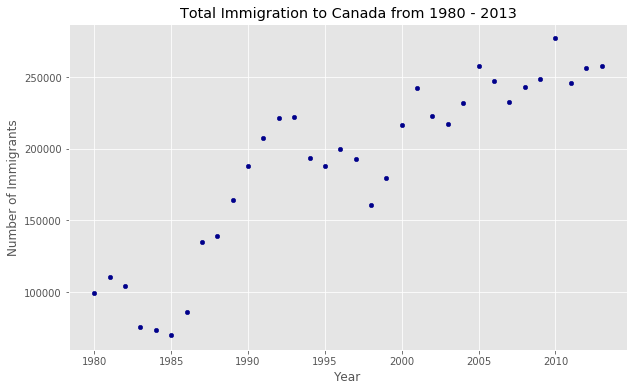 Total Immigration to Canada from 1980 - 2013
Number of Immigrants
250000
200000
150000
100000
1980 1985 1990 1995 2000 2005 2010
Year